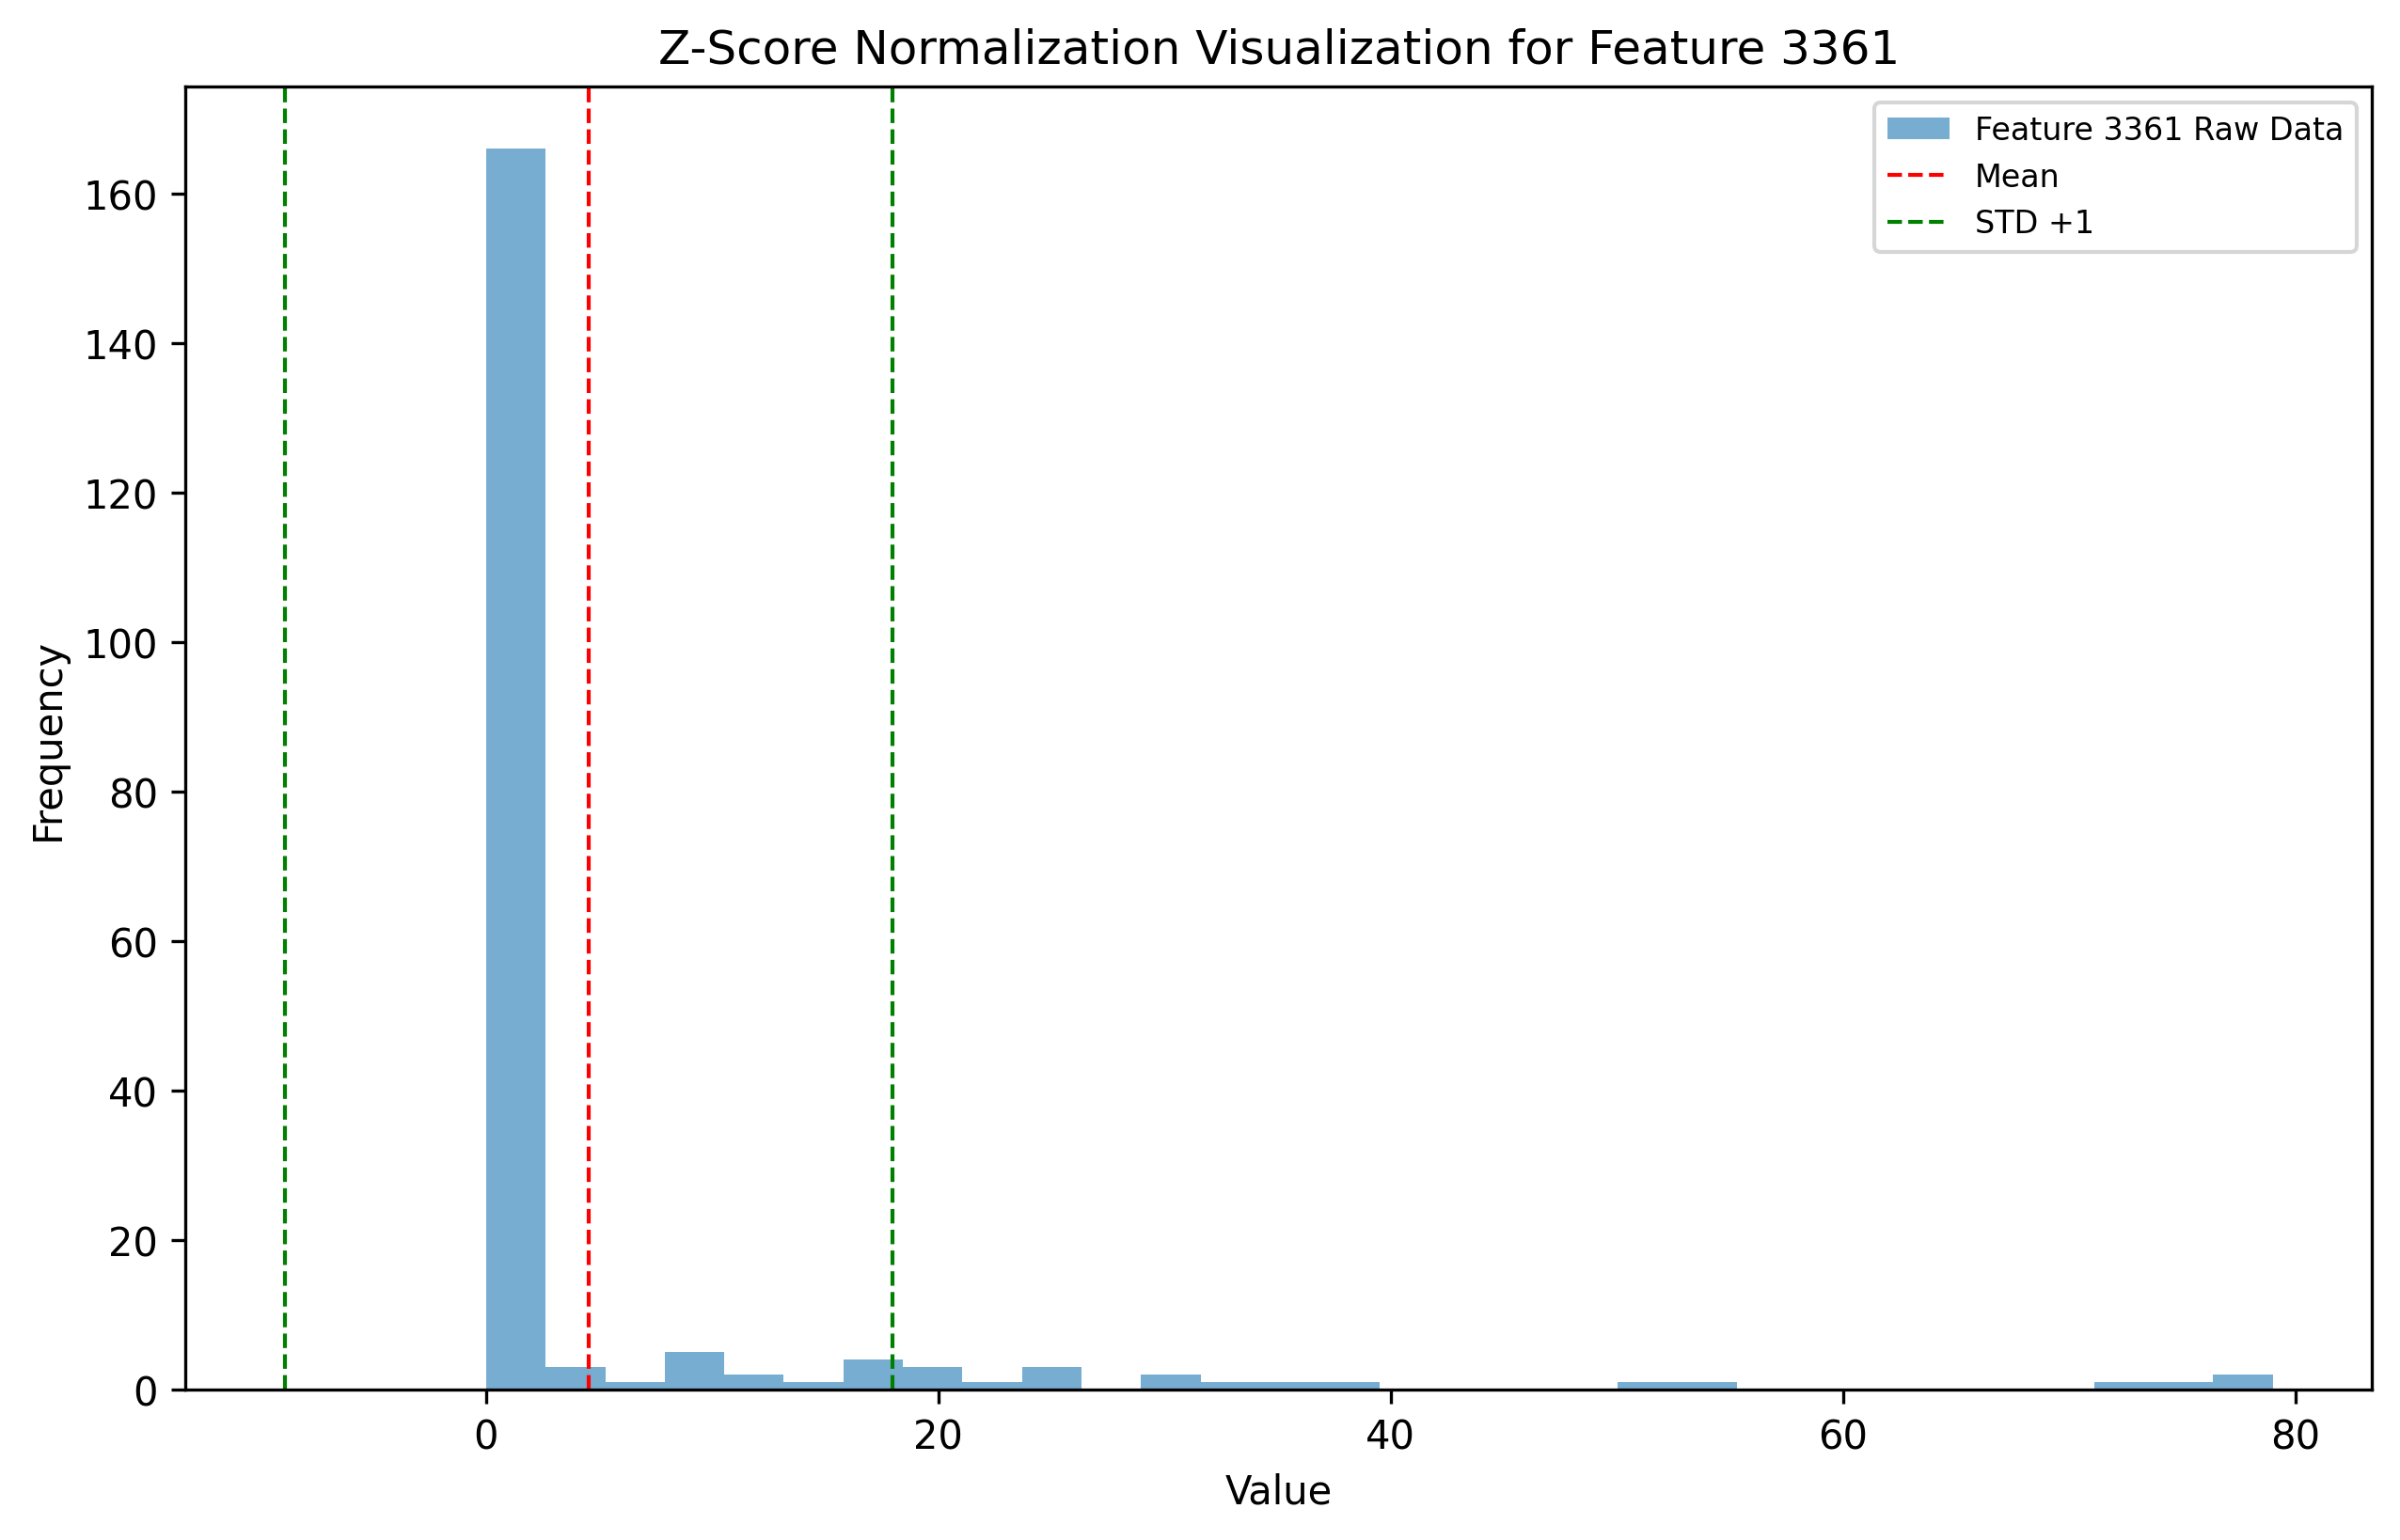 Z-Score Normalization Visualization for Feature 3361
Feature 3361 Raw Data
Mean
STD +1
160
140
120
100
80
60
40
20
0
Frequency
0 20 40 60 80
Value